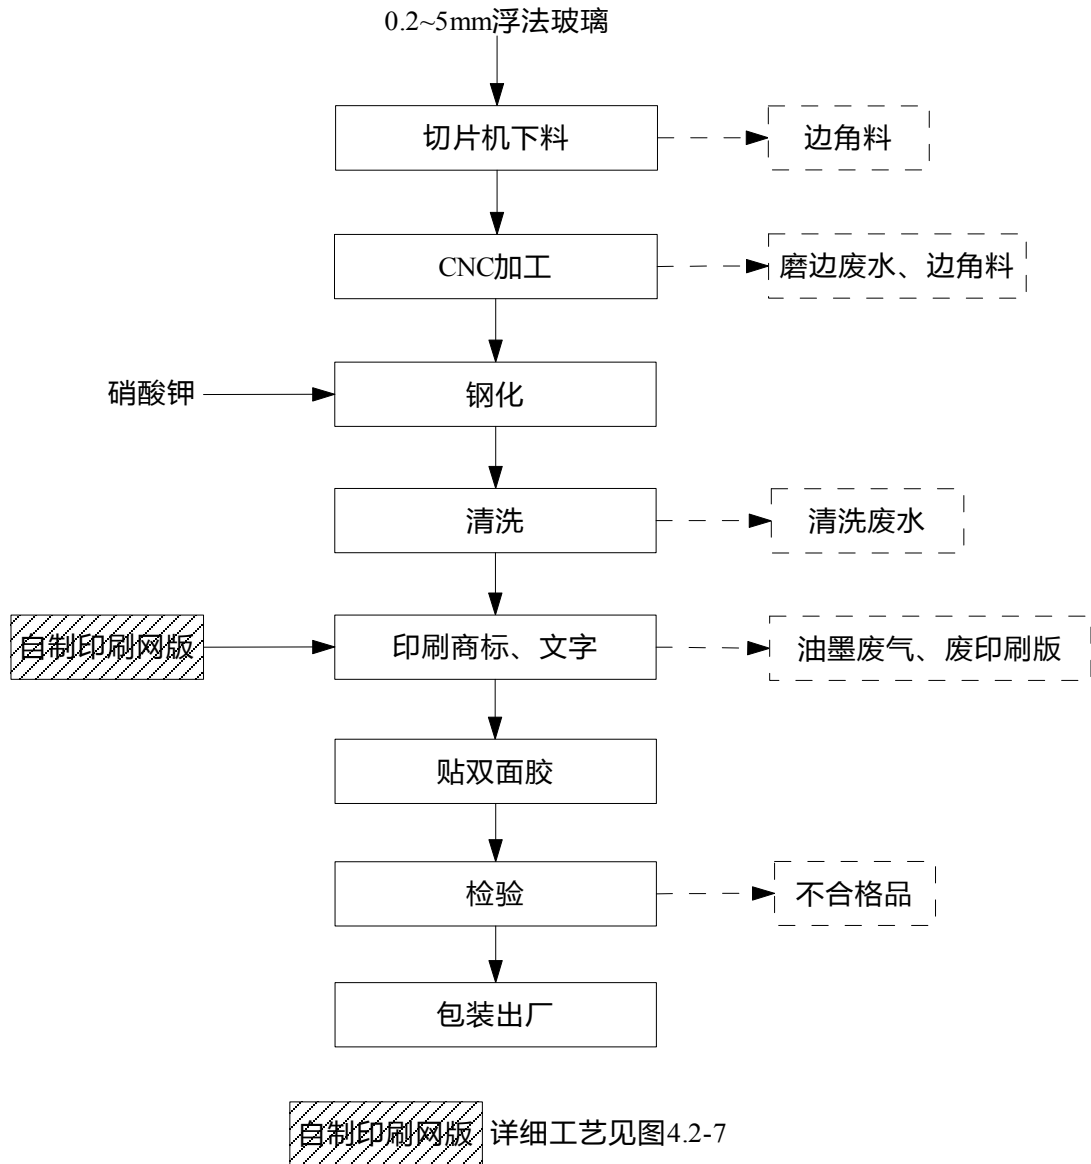 0.2~5mm浮法玻璃
切片机下料
边角料
CNC加工
磨边废水、边角料
硝酸钾
钢化
清洗
清洗废水
自制印刷网版
印刷商标、文字
油墨废气、废印刷版
贴双面胶
检验
不合格品
包装出厂
自制印刷网版 详细工艺见图4.2-7